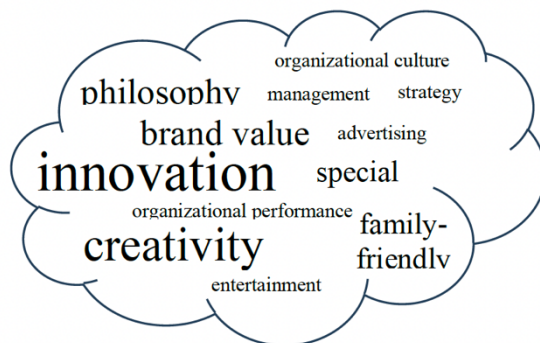 organizational culture
philosophy management strategy
brand value advertising
innovation special
organizational performance
creativity family-
friendly
entertainment